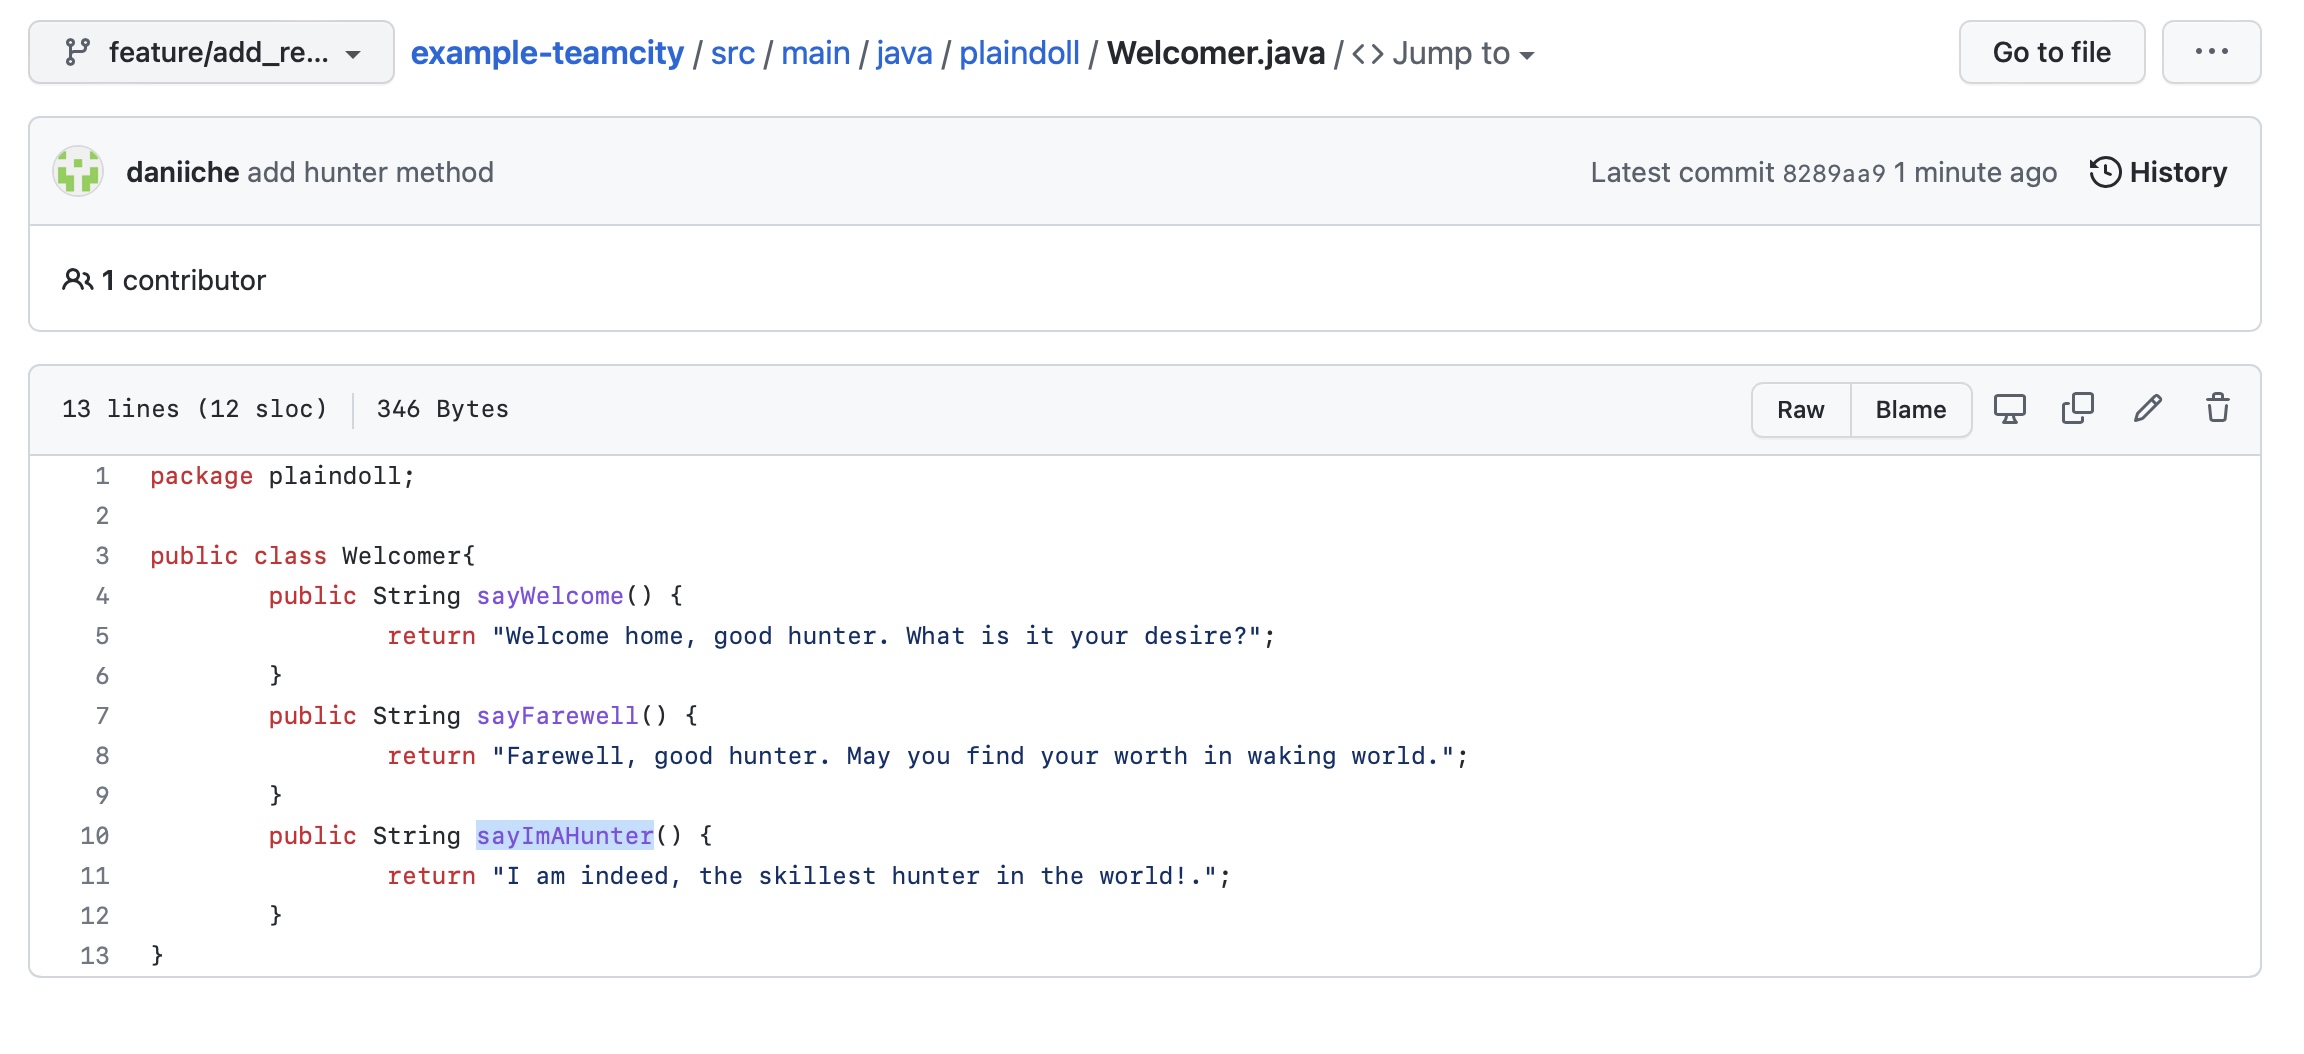 feature/add_re... example-teamcity / src / main / java / plaindoll / Welcomer.java / <> Jump to Go to file ...
daniiche add hunter method Latest commit 8289aa9 1 minute ago History
1 contributor
13 lines (12 sloc) 346 Bytes Raw Blame
1 package plaindoll;
2
3 public class Welcomer{
4 public String sayWelcome() {
5 return "Welcome home, good hunter. What is it your desire?";
6 }
7 public String sayFarewell() {
8 return "Farewell, good hunter. May you find your worth in waking world.";
9 }
10 public String sayImAHunter() {
11 return "I am indeed, the skillest hunter in the world!.";
12 }
13 }